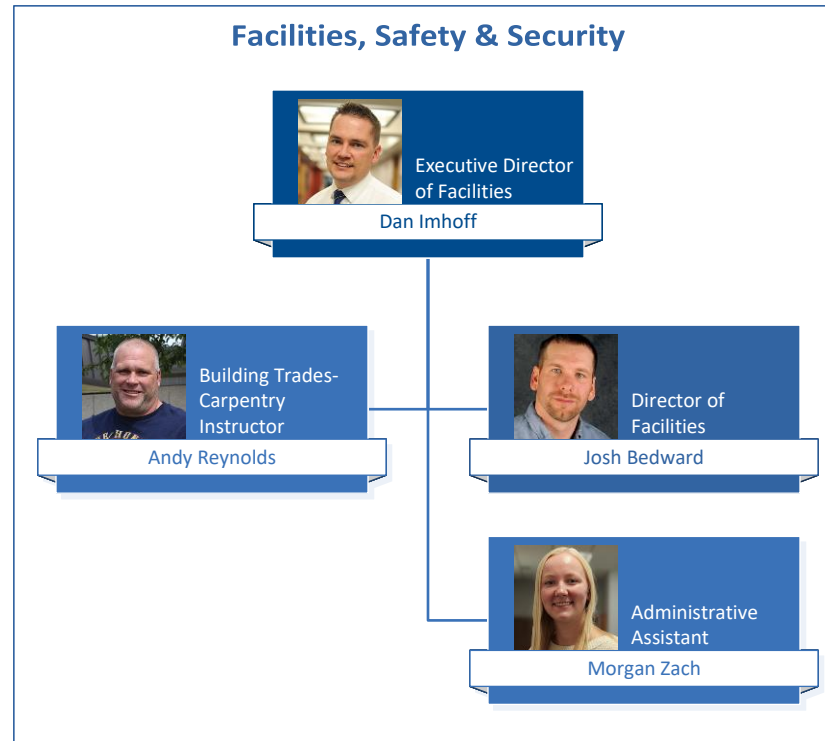 Facilities, Safety & Security
Executive Director
of Facilities
Dan Imhoff
Building Trades-
Carpentry
Instructor
Andy Reynolds
Director of
Facilities
Josh Bedward
Administrative
Assistant
Morgan Zach